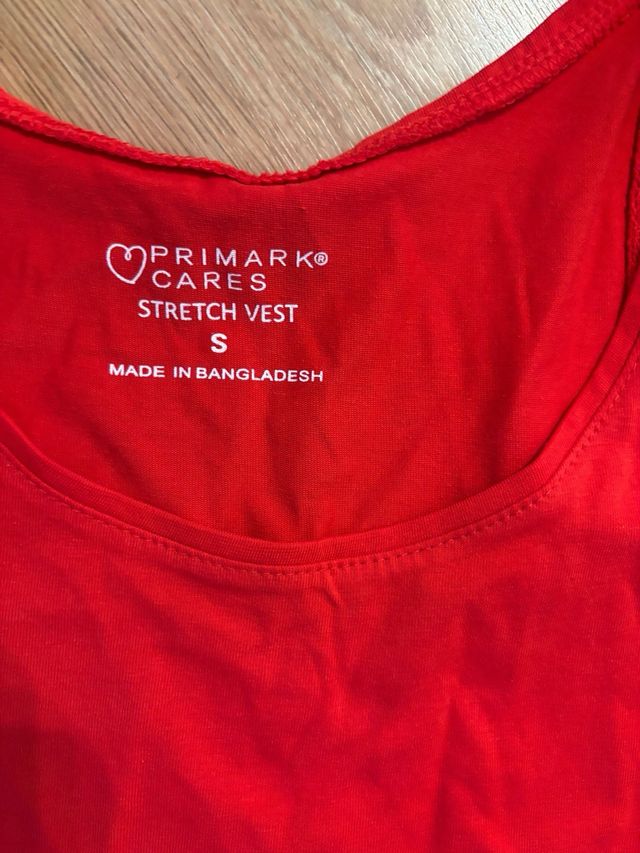 PRIMARK®
CARES
STRETCH VEST
S
MADE IN BANGLADESH